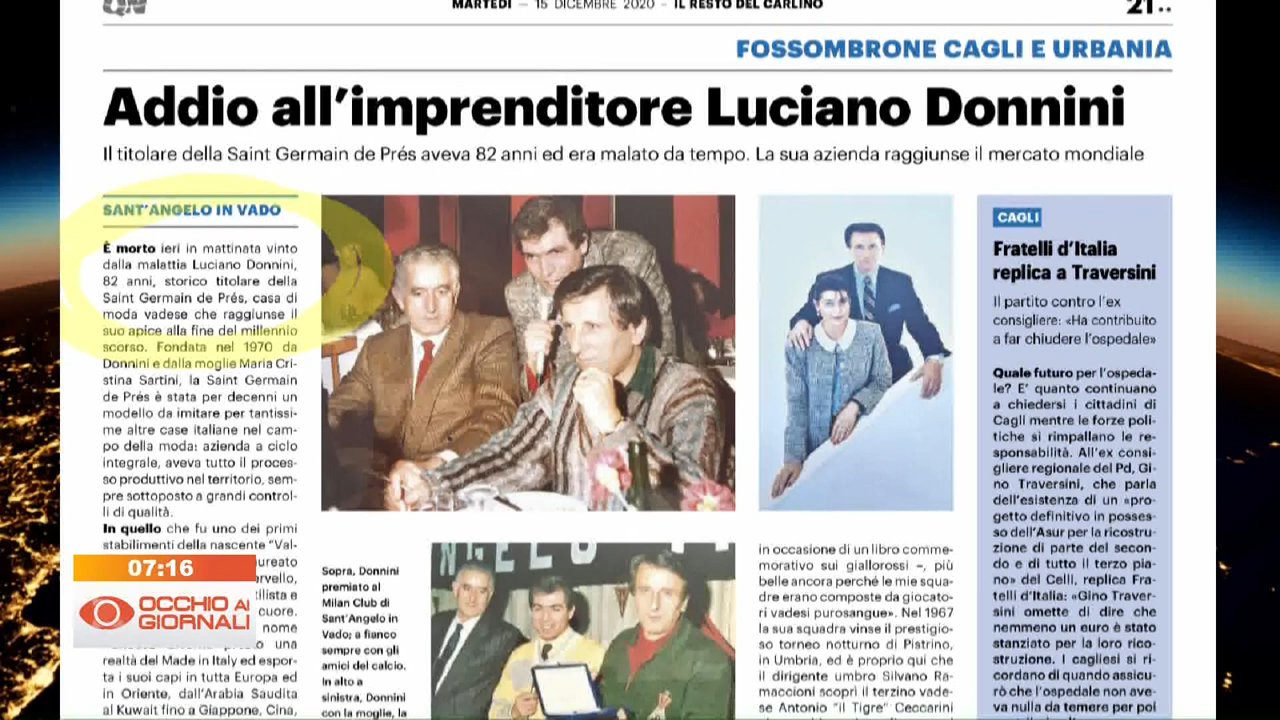 QN
MARTEDÌ — 15 DICEMBRE 2020 – IL RESTO DEL CARLINO
21..
FOSSOMBRONE CAGLI E URBANIA
Addio all'imprenditore Luciano Donnini
Il titolare della Saint Germain de Prés aveva 82 anni ed era malato da tempo. La sua azienda raggiunse il mercato mondiale
SANT'ANGELO IN VADO
È morto ieri in mattinata vinto
dalla malattia Luciano Donnini,
82 anni, storico titolare della
Saint Germain de Prés, casa di
moda vadese che raggiunse il
suo apice alla fine del millennio
scorso. Fondata nel 1970 da
Donnini e dalla moglie Maria Cri-
stina Sartini, la Saint Germain
de Prés è stata per decenni un
modello da imitare per tantissi-
me altre case italiane nel cam-
po della moda: azienda a ciclo
integrale, aveva tutto il proces-
so produttivo nel territorio, sem-
pre sottoposto a grandi control-
li di qualità.
In quello che fu uno dei primi
stabilimenti della nascente "Val-
cuore.
nome
una
realtà del Made in Italy ed espor-
ta i suoi capi in tutta Europa ed
in Oriente, dall'Arabia Saudita
al Kuwait fino a Giappone, Cina,
07:16
OCCHIO AI
GIORNALI
Sopra, Donnini
premiato al
Milan Club di
Sant'Angelo in
Vado; a fianco
sempre con gli
amici del calcio.
In alto a
sinistra, Donnini
con la moglie, la
in occasione di un libro comme-
morativo sui giallorossi –, più
belle ancora perché le mie squa-
dre erano composte da giocato-
ri vadesi purosangue». Nel 1967
la sua squadra vinse il prestigio-
so torneo notturno di Pistrino,
in Umbria, ed è proprio qui che
il dirigente umbro Silvano Ra-
maccioni scoprì il terzino vade-
se Antonio "il Tigre" Ceccarini
CAGLI
Fratelli d'Italia
replica a Traversini
Il partito contro l'ex
consigliere: «Ha contribuito
a far chiudere l'ospedale»
Quale futuro per l'ospeda-
le? E' quanto continuano
a chiedersi i cittadini di
Cagli mentre le forze poli-
tiche si rimpallano le re-
sponsabilità. All'ex consi-
gliere regionale del Pd, Gi-
no Traversini, che parla
dell'esistenza di un «pro-
getto definitivo in posses-
so dell'Asur per la ricostru-
zione di parte del secon-
do e di tutto il terzo pia-
no» del Celli, replica Fra-
telli d'Italia: «Gino Traver-
sini omette di dire che
nemmeno un euro è stato
stanziato per la loro rico-
struzione. I cagliesi si ri-
cordano di quando assicu-
rò che l'ospedale non ave-
va nulla da temere per poi